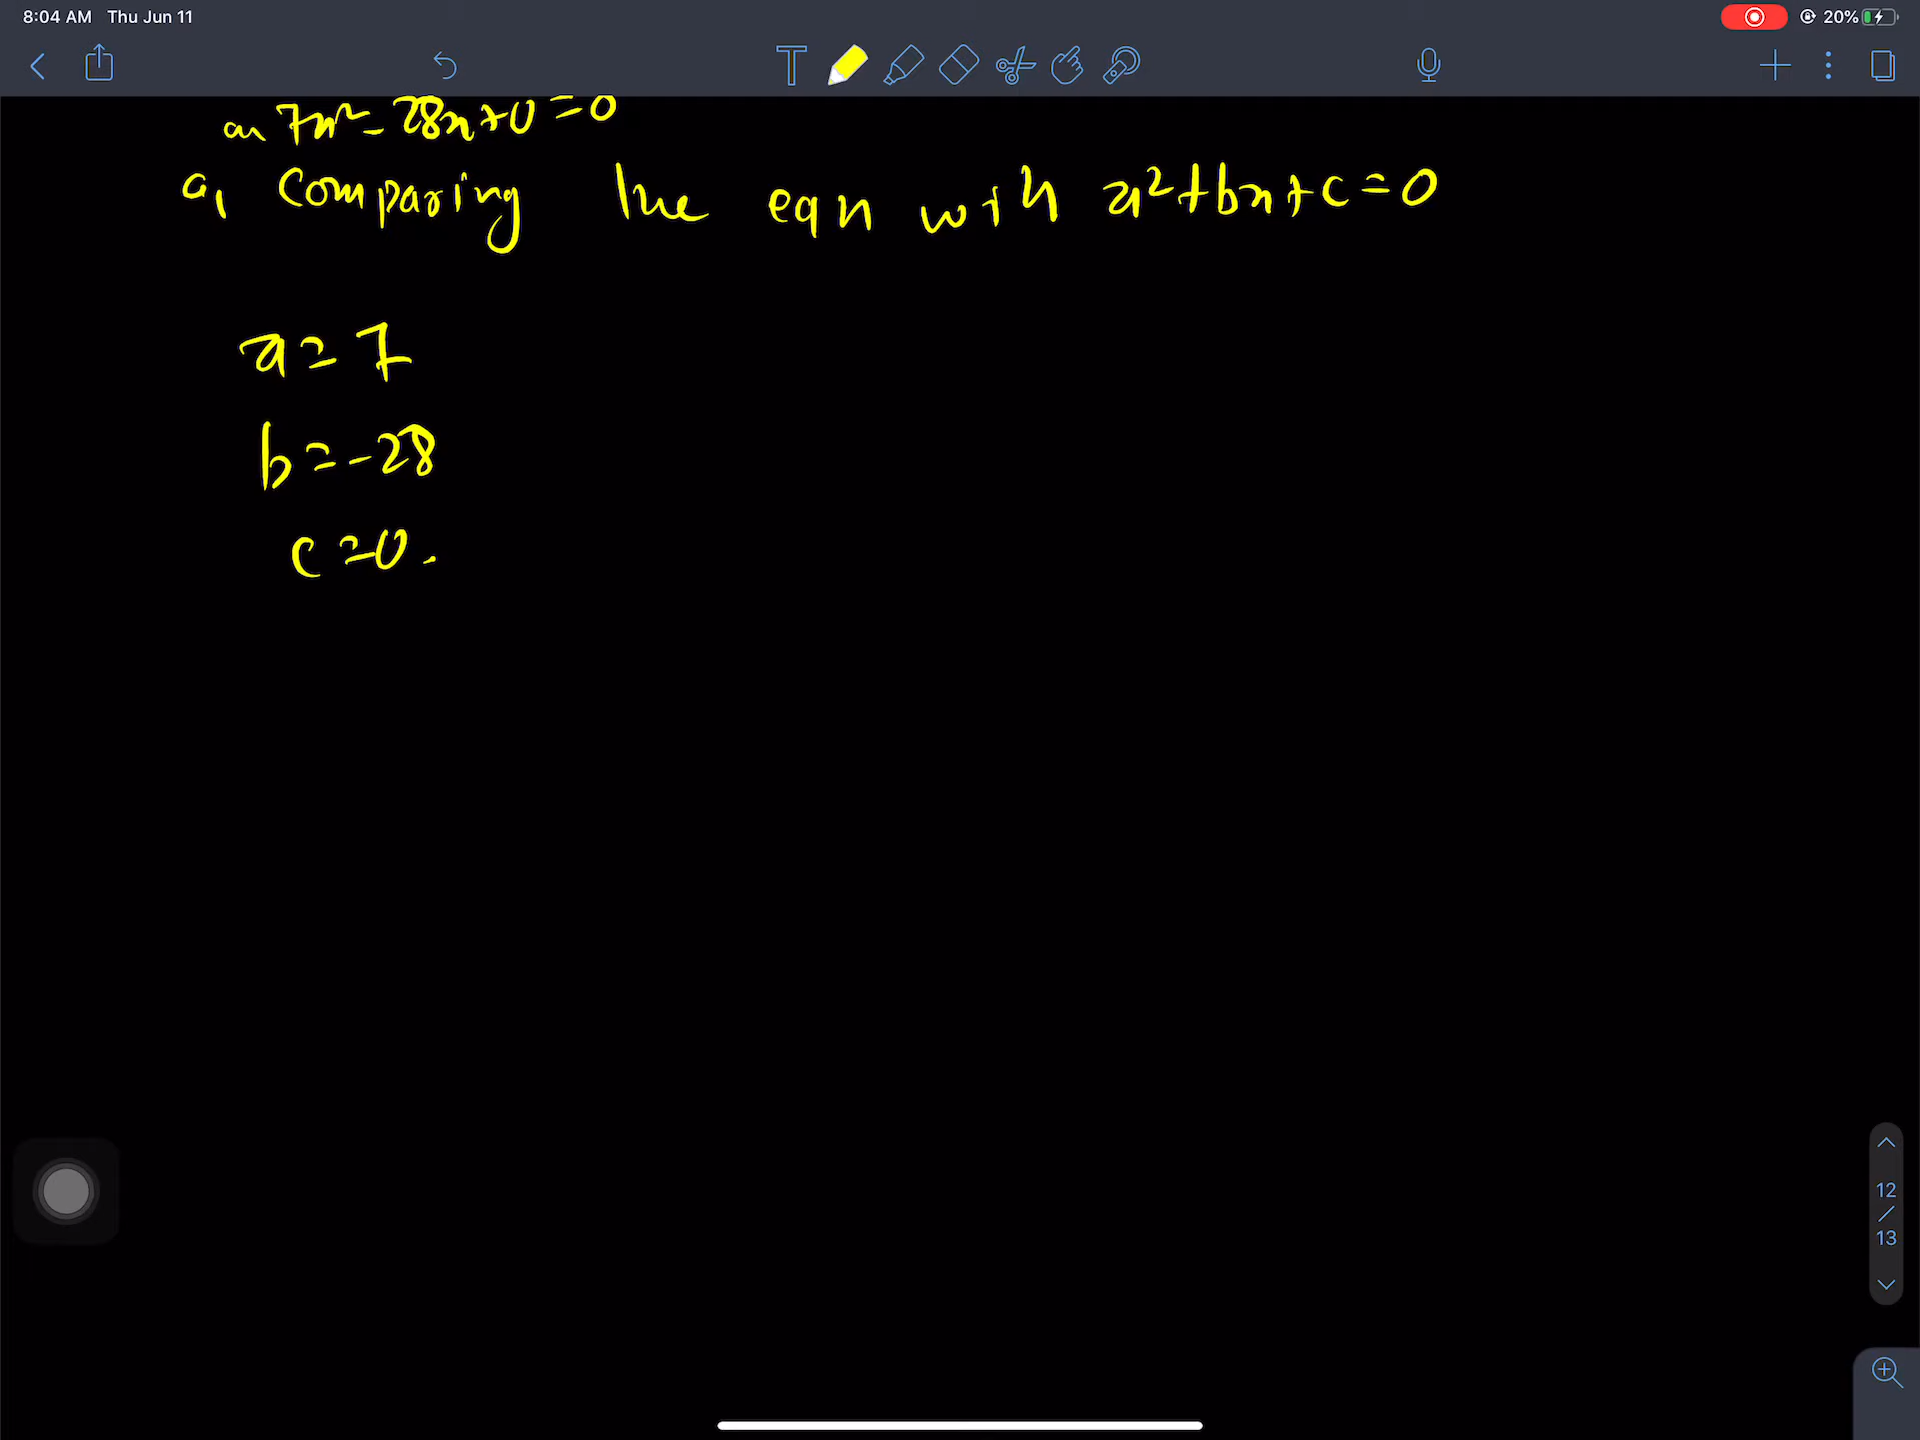 8:04 AM Thu Jun 11 20%
or 7x² - 28x + 0 = 0
a, Comparing the eqn with ax² + bx + c = 0
a = 7
b = -28
c = 0.
12
/
13